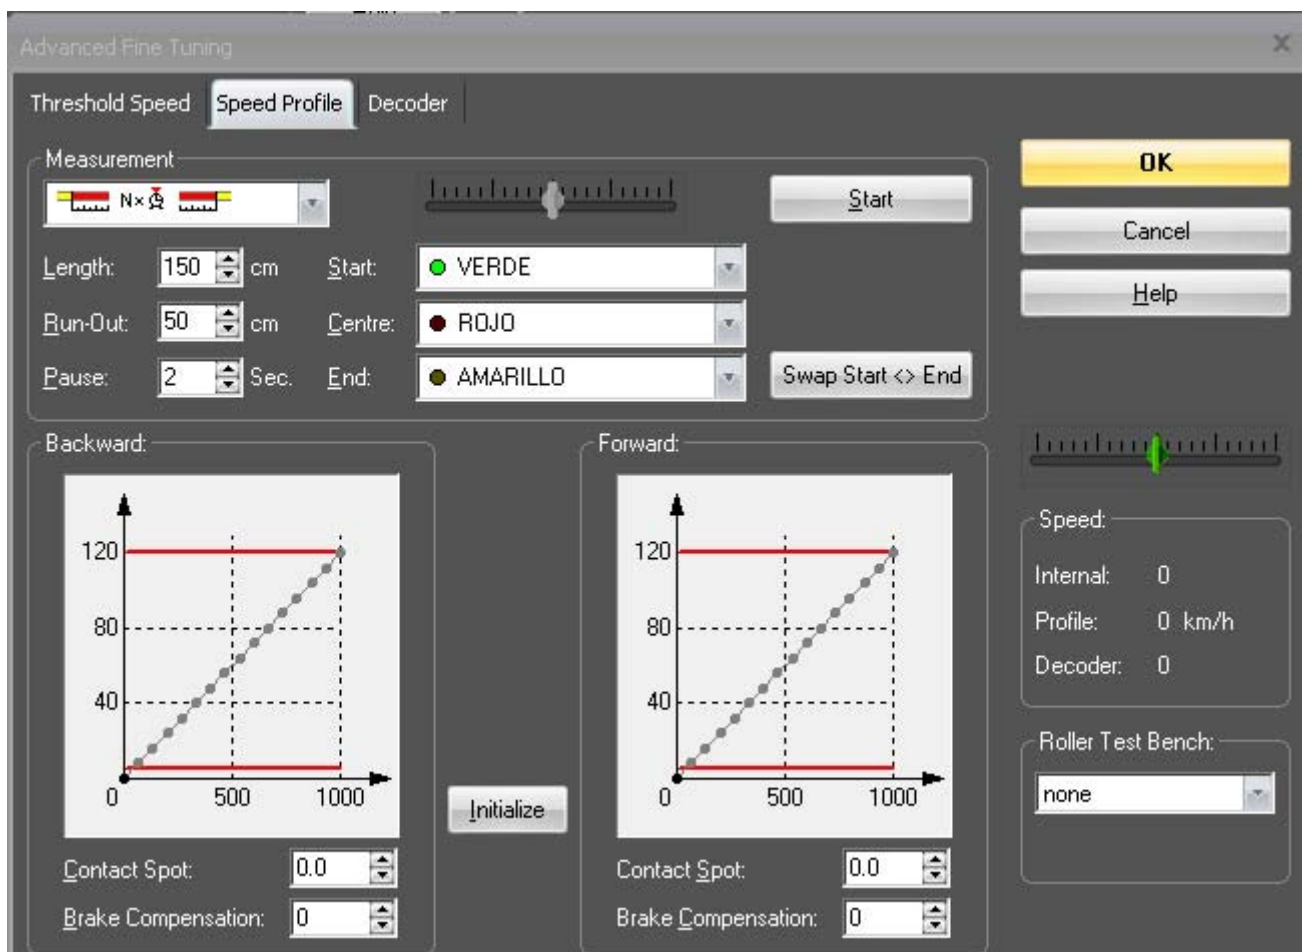 Advanced Fine Tuning
Threshold Speed Speed Profile Decoder
Measurement
N×
Start
OK
Cancel
Help
Length: 150 cm Start: VERDE
Run-Out: 50 cm Centre: ROJO
Pause: 2 Sec. End: AMARILLO
Swap Start <> End
Backward:
120
80
40
0 500 1000
Contact Spot: 0.0
Brake Compensation: 0
Initialize
Forward:
120
80
40
0 500 1000
Contact Spot: 0.0
Brake Compensation: 0
Speed:
Internal: 0
Profile: 0 km/h
Decoder: 0
Roller Test Bench:
none